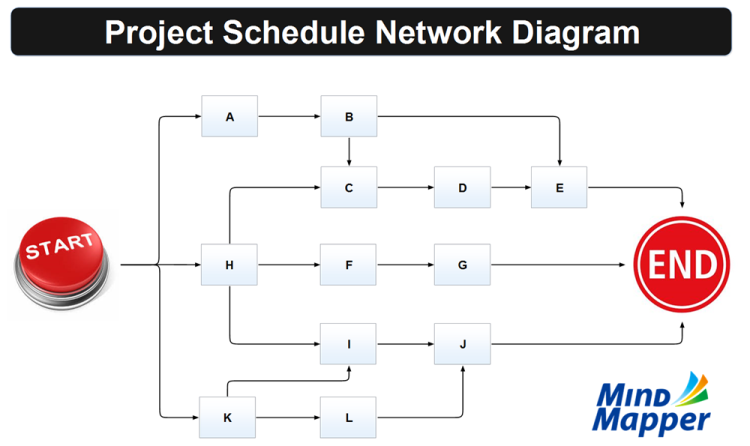 Project Schedule Network Diagram
A
B
C
D
E
START
H
F
G
END
I
J
K
L
MIND
Mapper